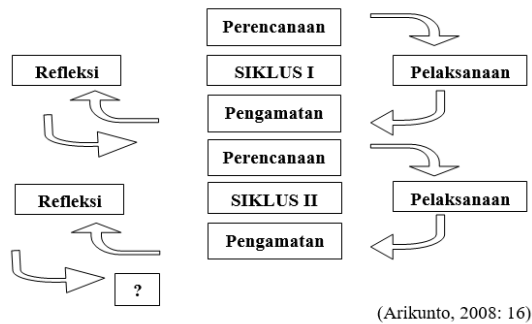 Perencanaan
Refleksi
SIKLUS I
Pelaksanaan
Pengamatan
Perencanaan
Refleksi
SIKLUS II
Pelaksanaan
Pengamatan
?
(Arikunto, 2008: 16)